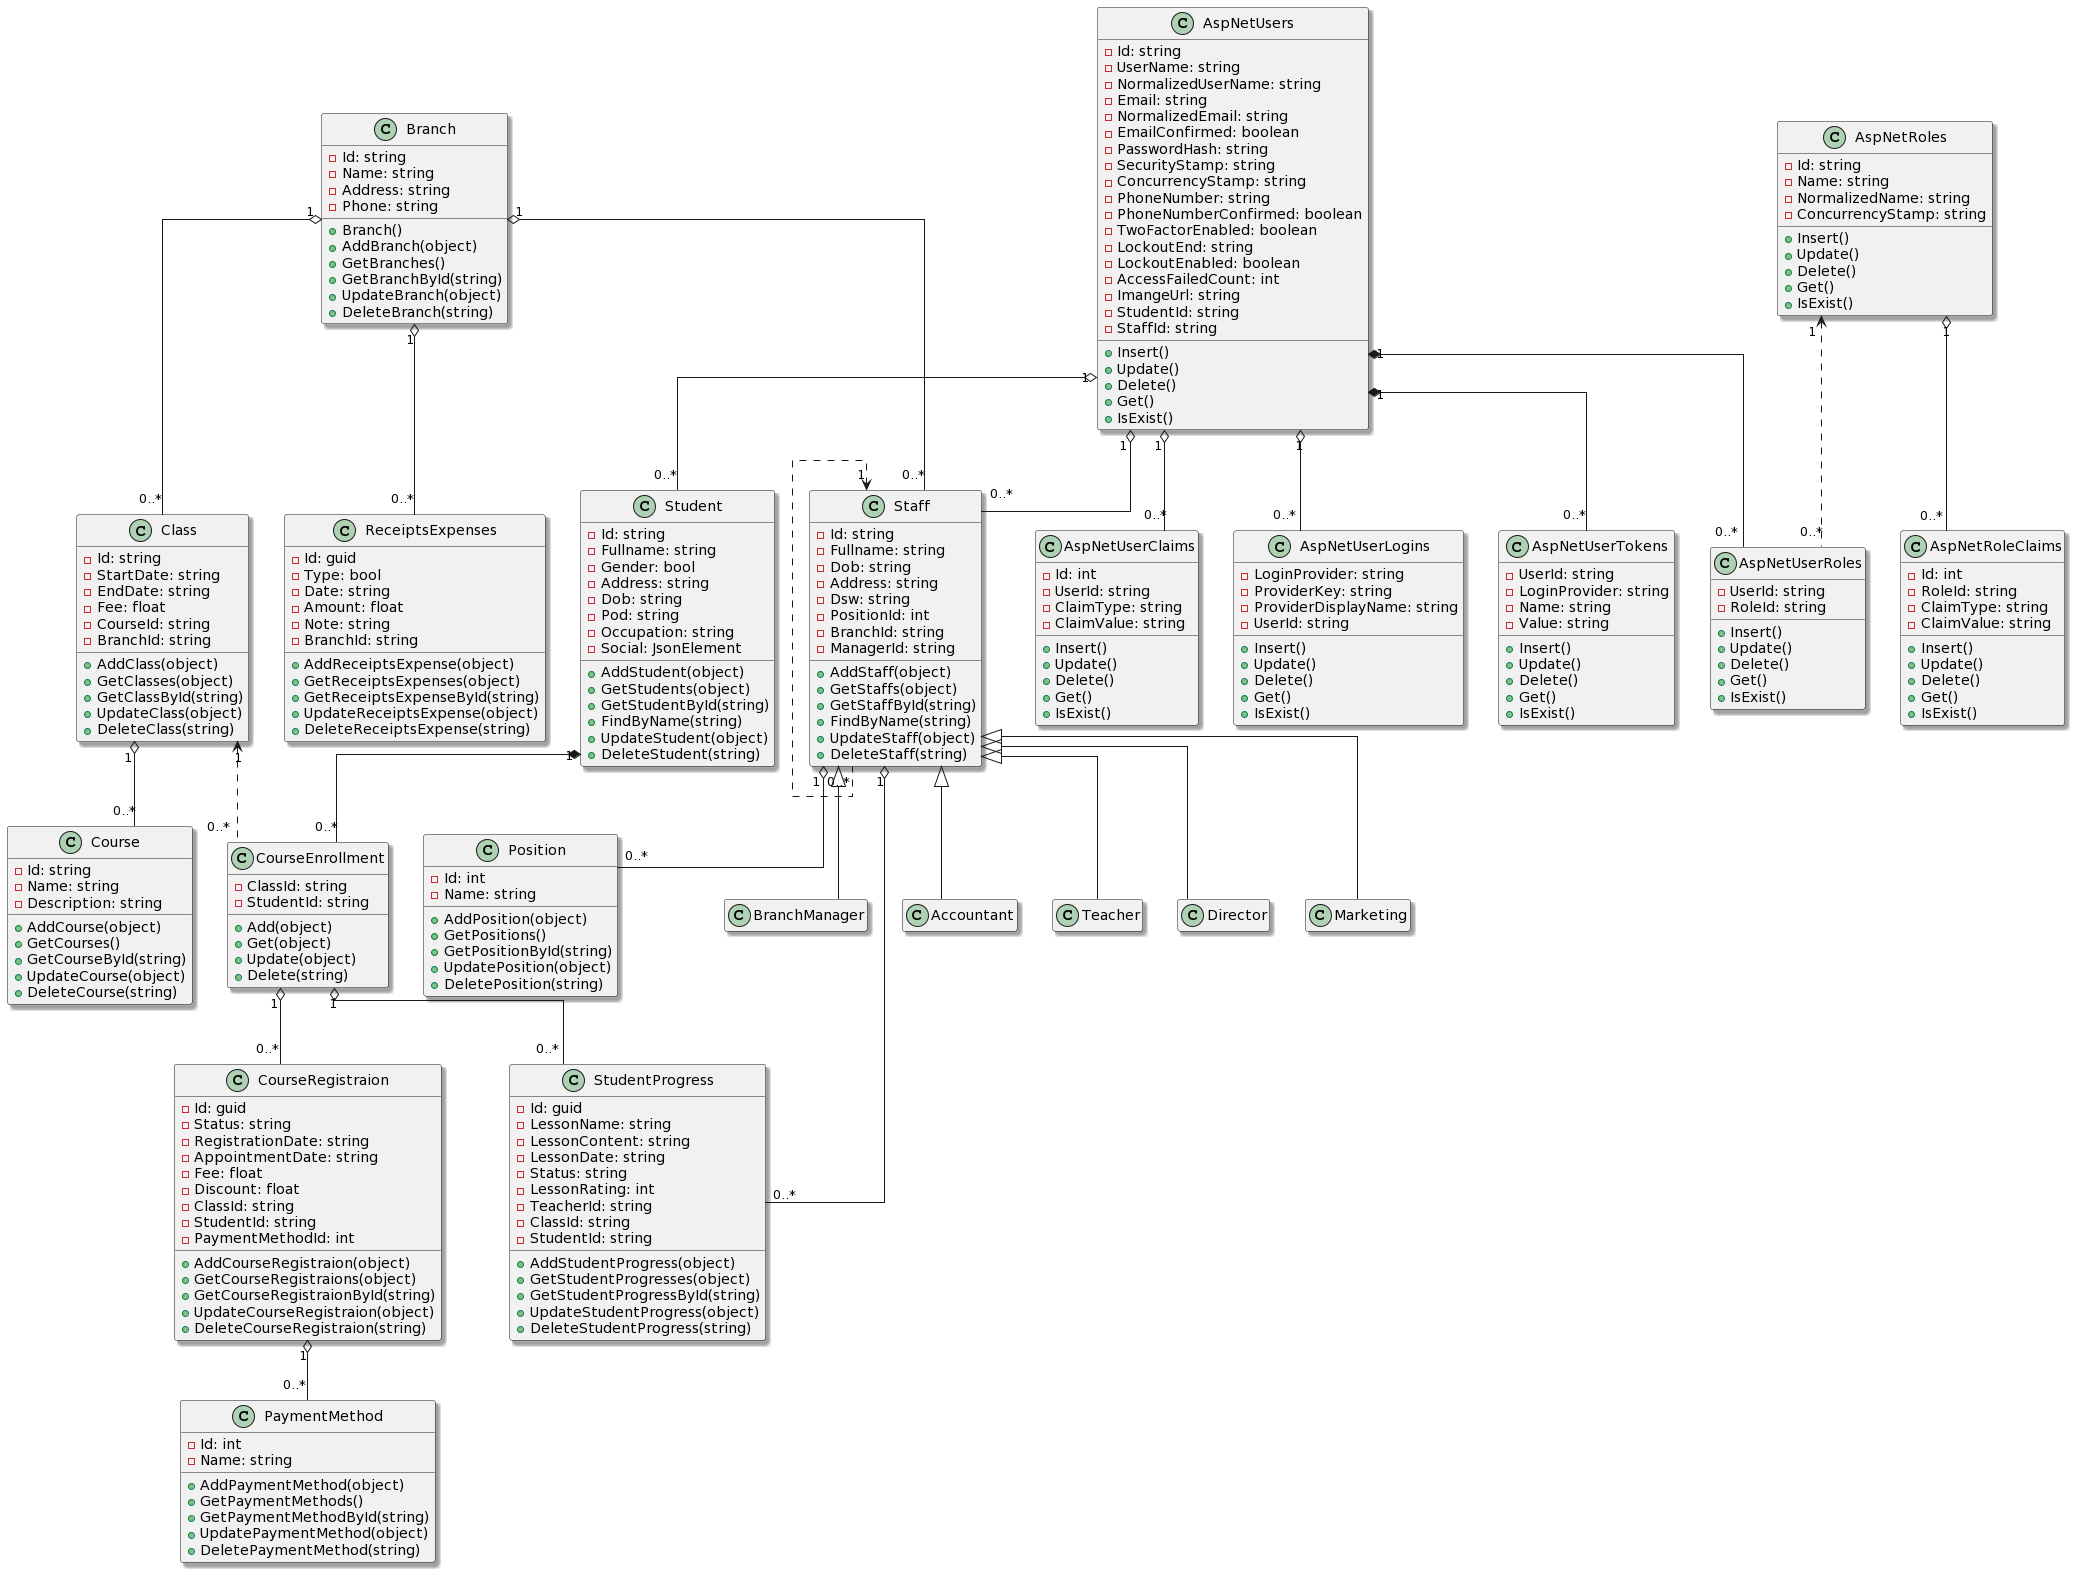 AspNetUsers
Id: string
UserName: string
NormalizedUserName: string
Email: string
NormalizedEmail: string
EmailConfirmed: boolean
PasswordHash: string
SecurityStamp: string
ConcurrencyStamp: string
PhoneNumber: string
PhoneNumberConfirmed: boolean
TwoFactorEnabled: boolean
LockoutEnd: string
LockoutEnabled: boolean
AccessFailedCount: int
ImangeUrl: string
StudentId: string
StaffId: string
Insert()
Update()
Delete()
Get()
IsExist()
Branch
Id: string
Name: string
Address: string
Phone: string
Branch()
AddBranch(object)
GetBranches()
GetBranchById(string)
UpdateBranch(object)
DeleteBranch(string)
AspNetRoles
Id: string
Name: string
NormalizedName: string
ConcurrencyStamp: string
Insert()
Update()
Delete()
Get()
IsExist()
1
1
1
1
1
1
1
1
1
1
1
1
0..*
0..*
0..*
0..*
0..*
0..*
0..*
0..*
0..*
0..*
0..*
1
Class
Id: string
StartDate: string
EndDate: string
Fee: float
CourseId: string
BranchId: string
AddClass(object)
GetClasses(object)
GetClassById(string)
UpdateClass(object)
DeleteClass(string)
ReceiptsExpenses
Id: guid
Type: bool
Date: string
Amount: float
Note: string
BranchId: string
AddReceiptsExpense(object)
GetReceiptsExpenses(object)
GetReceiptsExpenseById(string)
UpdateReceiptsExpense(object)
DeleteReceiptsExpense(string)
Student
Id: string
Fullname: string
Gender: bool
Address: string
Dob: string
Pod: string
Occupation: string
Social: JsonElement
AddStudent(object)
GetStudents(object)
GetStudentById(string)
FindByName(string)
UpdateStudent(object)
DeleteStudent(string)
Staff
Id: string
Fullname: string
Dob: string
Address: string
Dsw: string
PositionId: int
BranchId: string
ManagerId: string
AddStaff(object)
GetStaffs(object)
GetStaffById(string)
FindByName(string)
UpdateStaff(object)
DeleteStaff(string)
AspNetUserClaims
Id: int
UserId: string
ClaimType: string
ClaimValue: string
Insert()
Update()
Delete()
Get()
IsExist()
AspNetUserLogins
LoginProvider: string
ProviderKey: string
ProviderDisplayName: string
UserId: string
Insert()
Update()
Delete()
Get()
IsExist()
AspNetUserTokens
UserId: string
LoginProvider: string
Name: string
Value: string
Insert()
Update()
Delete()
Get()
IsExist()
AspNetUserRoles
UserId: string
RoleId: string
Insert()
Update()
Delete()
Get()
IsExist()
AspNetRoleClaims
Id: int
RoleId: string
ClaimType: string
ClaimValue: string
Insert()
Update()
Delete()
Get()
IsExist()
1
1
1
1
0..*
1
0..*
0..*
0..*
0..*
Course
Id: string
Name: string
Description: string
AddCourse(object)
GetCourses()
GetCourseById(string)
UpdateCourse(object)
DeleteCourse(string)
CourseEnrollment
ClassId: string
StudentId: string
Add(object)
Get(object)
Update(object)
Delete(string)
Position
Id: int
Name: string
AddPosition(object)
GetPositions()
GetPositionById(string)
UpdatePosition(object)
DeletePosition(string)
BranchManager
Accountant
Teacher
Director
Marketing
1
1
0..*
0..*
CourseRegistraion
Id: guid
Status: string
RegistrationDate: string
AppointmentDate: string
Fee: float
Discount: float
ClassId: string
StudentId: string
PaymentMethodId: int
AddCourseRegistraion(object)
GetCourseRegistraions(object)
GetCourseRegistraionById(string)
UpdateCourseRegistraion(object)
DeleteCourseRegistraion(string)
StudentProgress
Id: guid
LessonName: string
LessonContent: string
LessonDate: string
Status: string
LessonRating: int
TeacherId: string
ClassId: string
StudentId: string
AddStudentProgress(object)
GetStudentProgresses(object)
GetStudentProgressById(string)
UpdateStudentProgress(object)
DeleteStudentProgress(string)
0..*
1
0..*
PaymentMethod
Id: int
Name: string
AddPaymentMethod(object)
GetPaymentMethods()
GetPaymentMethodById(string)
UpdatePaymentMethod(object)
DeletePaymentMethod(string)